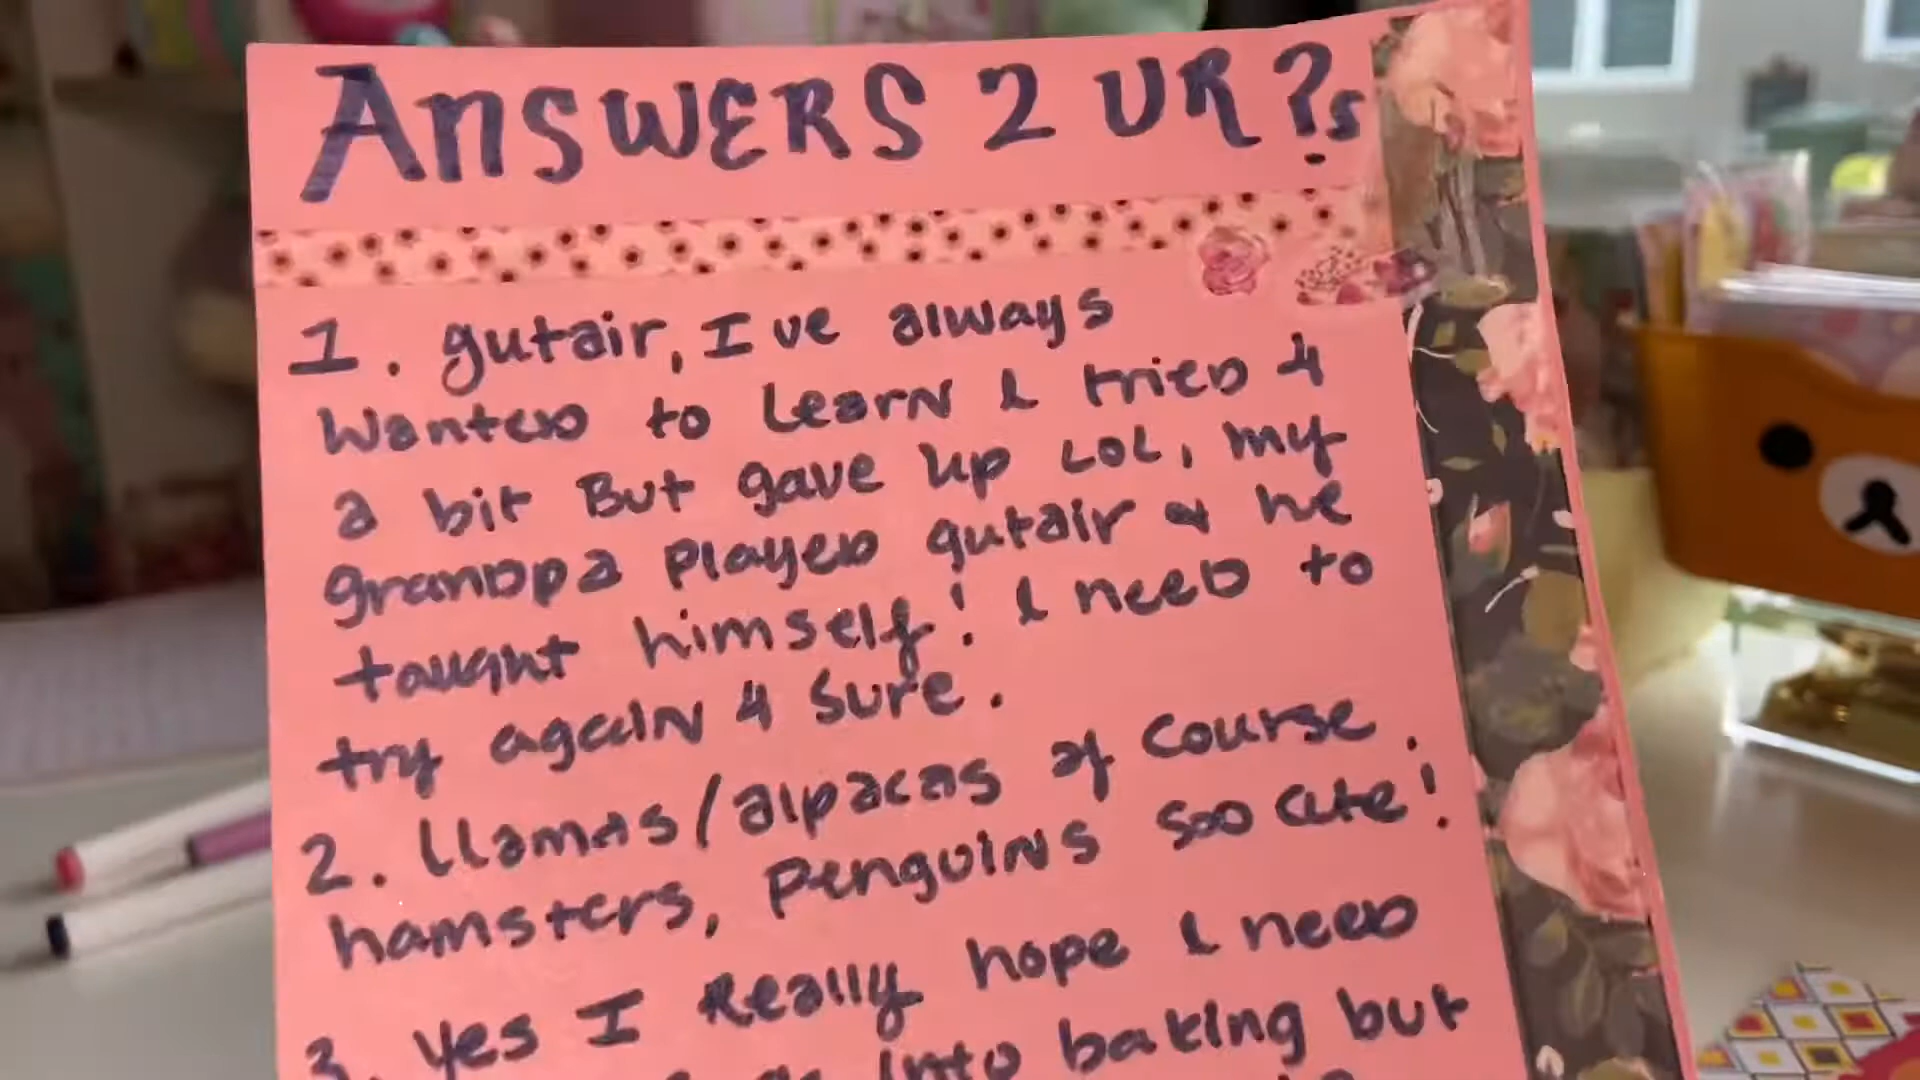 ANSWERS 2 UR ?s
1. gutair, I've always
Wanted to learn & tried 4
a bit But gave up LOL, my
grandpa played gutair & he
taught himself! I need to
try again 4 sure.
2. LLamas/alpacas of course.
hamsters, penguins soo cute!
3. yes I Really hope I need
into baking but